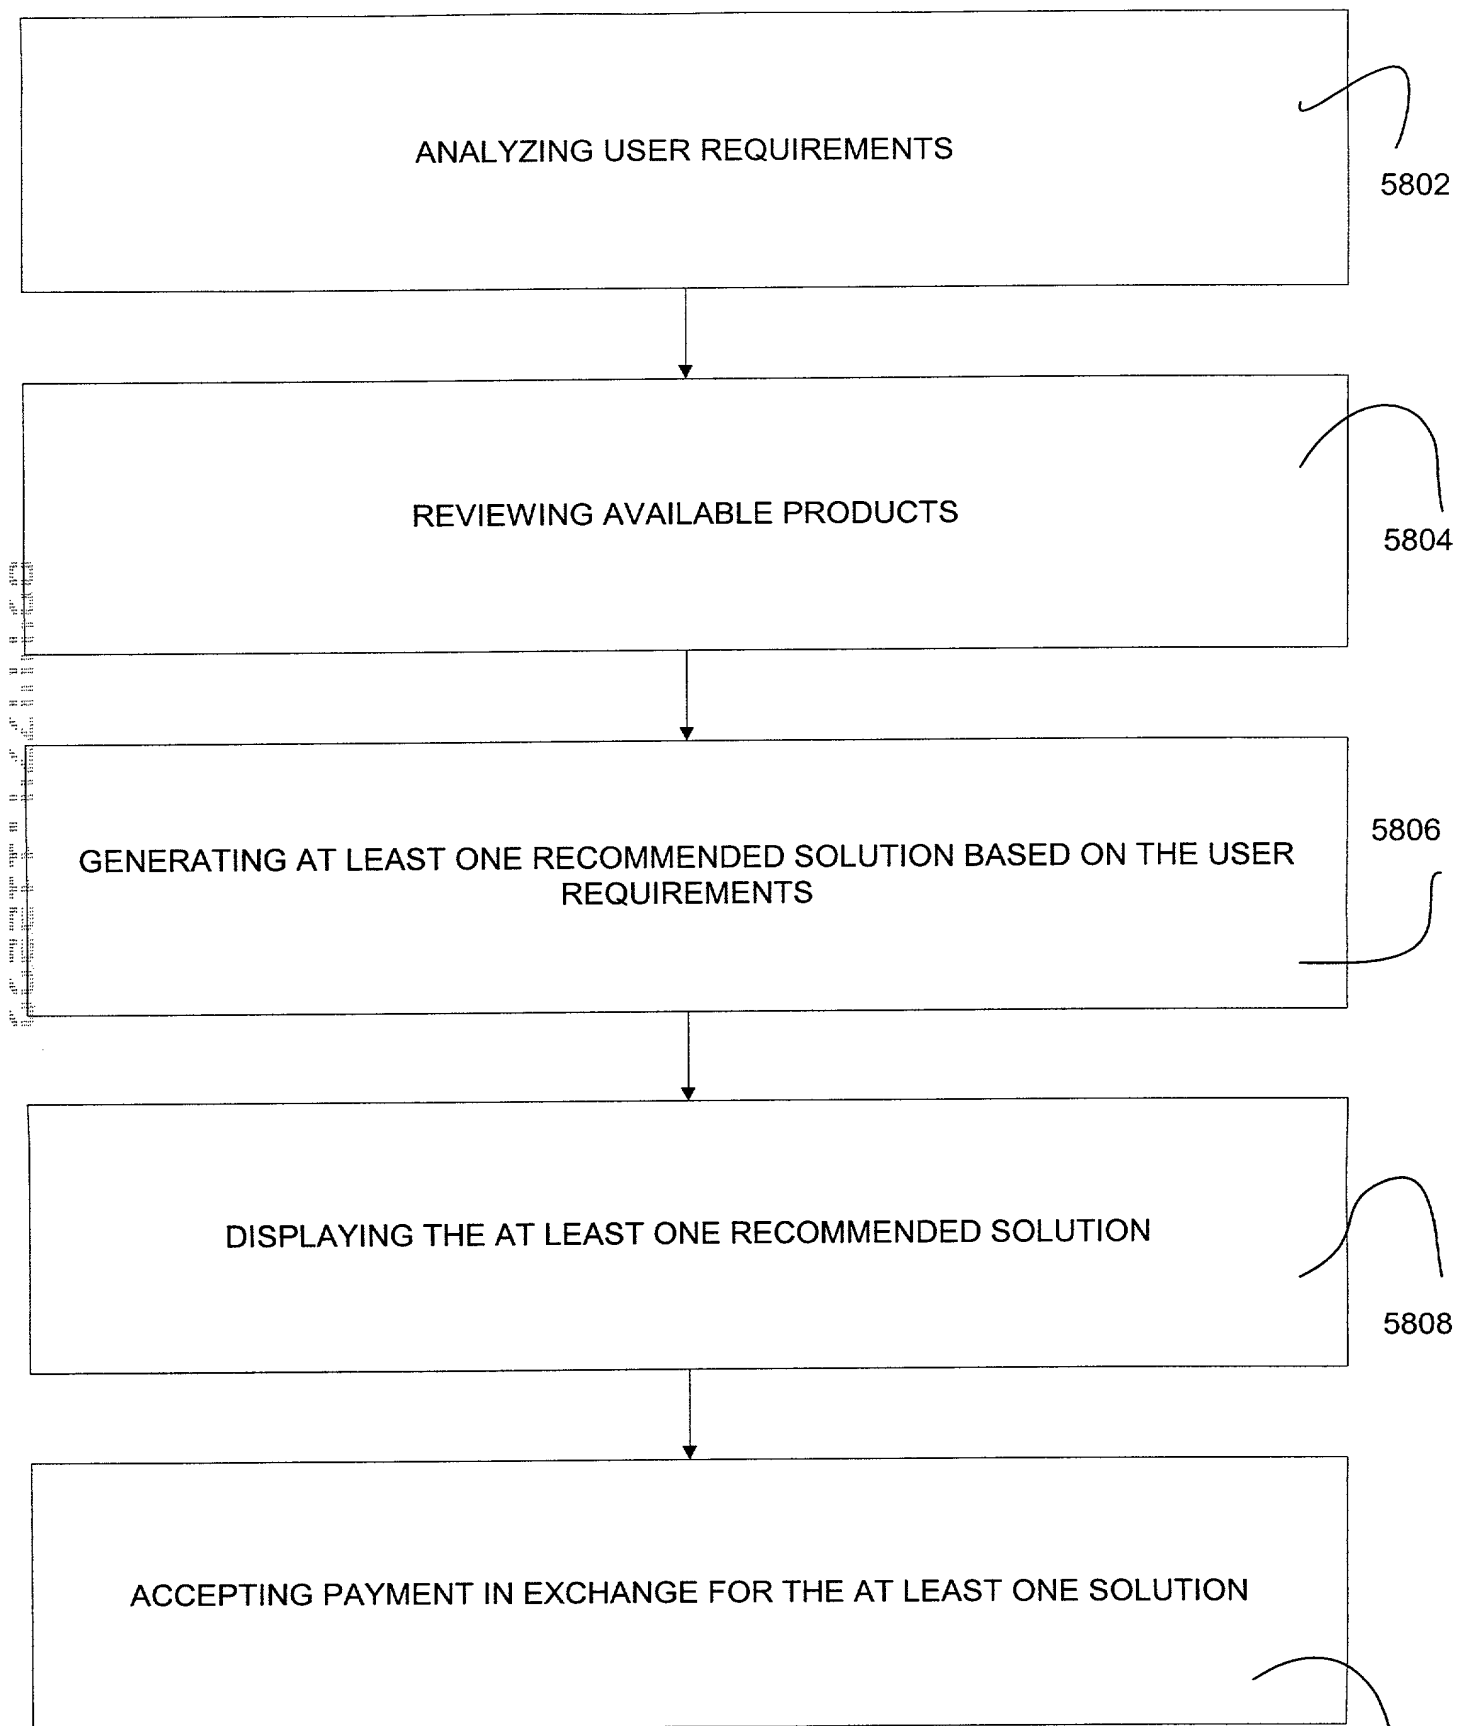 ANALYZING USER REQUIREMENTS
5802
REVIEWING AVAILABLE PRODUCTS
5804
5806
GENERATING AT LEAST ONE RECOMMENDED SOLUTION BASED ON THE USER
REQUIREMENTS
DISPLAYING THE AT LEAST ONE RECOMMENDED SOLUTION
5808
ACCEPTING PAYMENT IN EXCHANGE FOR THE AT LEAST ONE SOLUTION